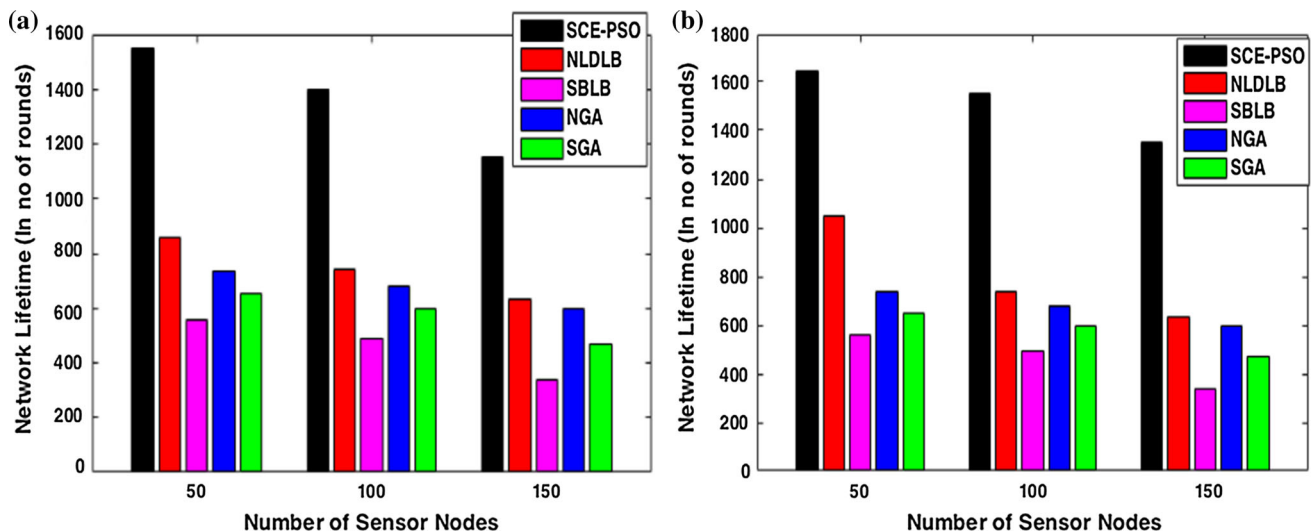 (a)
Network Lifetime (In no of rounds)
1600
1400
1200
1000
800
600
400
200
0
SCE-PSO
NLDLB
SBLB
NGA
SGA
50 100 150
Number of Sensor Nodes
(b)
Network Lifetime (In no of rounds)
1800
1600
1400
1200
1000
800
600
400
200
0
SCE-PSO
NLDLB
SBLB
NGA
SGA
50 100 150
Number of Sensor Nodes